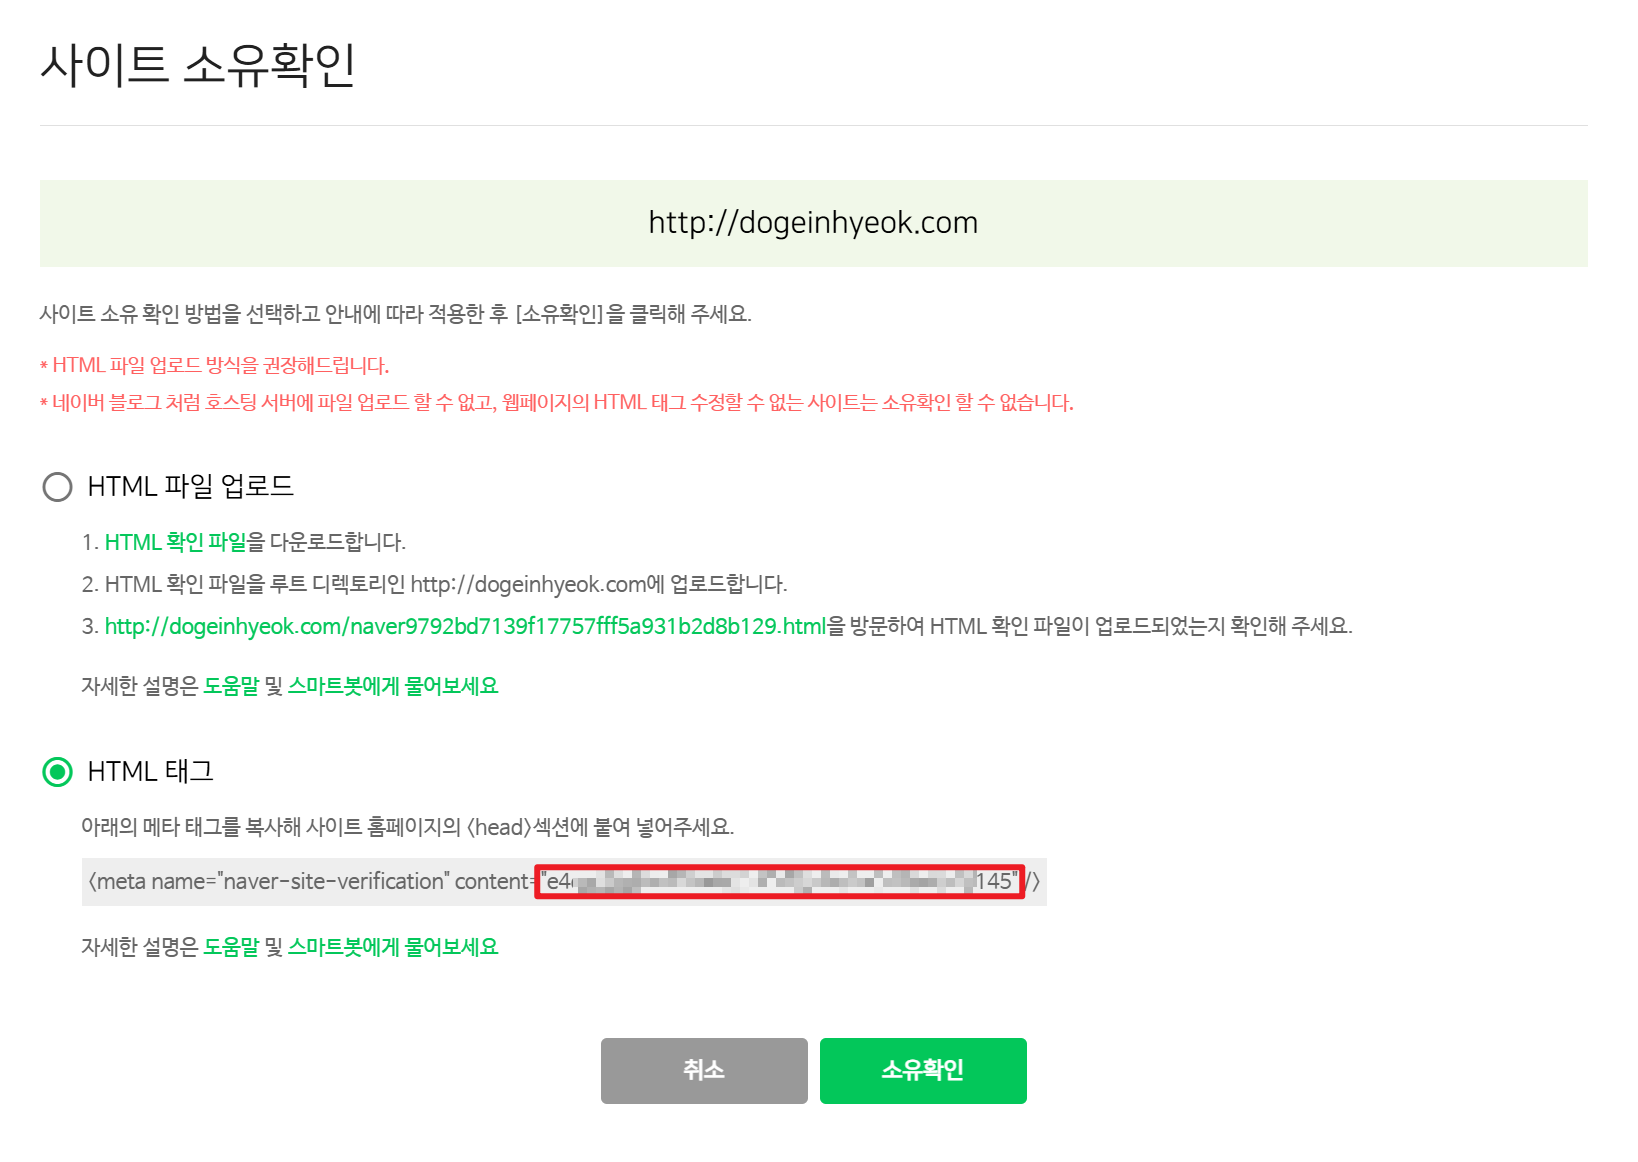 사이트 소유확인
http://dogeinhyeok.com
사이트 소유 확인 방법을 선택하고 안내에 따라 적용한 후 [소유확인]을 클릭해 주세요.
* HTML 파일 업로드 방식을 권장해드립니다.
* 네이버 블로그 처럼 호스팅 서버에 파일 업로드 할 수 없고, 웹페이지의 HTML 태그 수정할 수 없는 사이트는 소유확인 할 수 없습니다.
HTML 파일 업로드
1. HTML 확인 파일을 다운로드합니다.
2. HTML 확인 파일을 루트 디렉토리인 http://dogeinhyeok.com에 업로드합니다.
3. http://dogeinhyeok.com/naver9792bd7139f17757fff5a931b2d8b129.html을 방문하여 HTML 확인 파일이 업로드되었는지 확인해 주세요.
자세한 설명은 도움말 및 스마트봇에게 물어보세요
HTML 태그
아래의 메타 태그를 복사해 사이트 홈페이지의 <head>섹션에 붙여 넣어주세요.
<meta name="naver-site-verification" content="e4 145" />
자세한 설명은 도움말 및 스마트봇에게 물어보세요
취소
소유확인